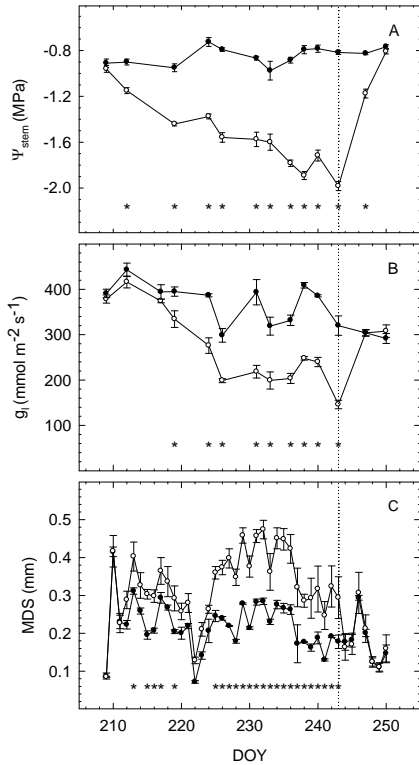 A
-0.8
-1.2
-1.6
-2.0
Ψstem (MPa)
* * * * * * * * * * *
B
400
300
200
100
gl (mmol m-2 s-1)
* * * * * * * * *
C
0.5
0.4
0.3
0.2
0.1
MDS (mm)
* *** * *******************
210 220 230 240 250
DOY